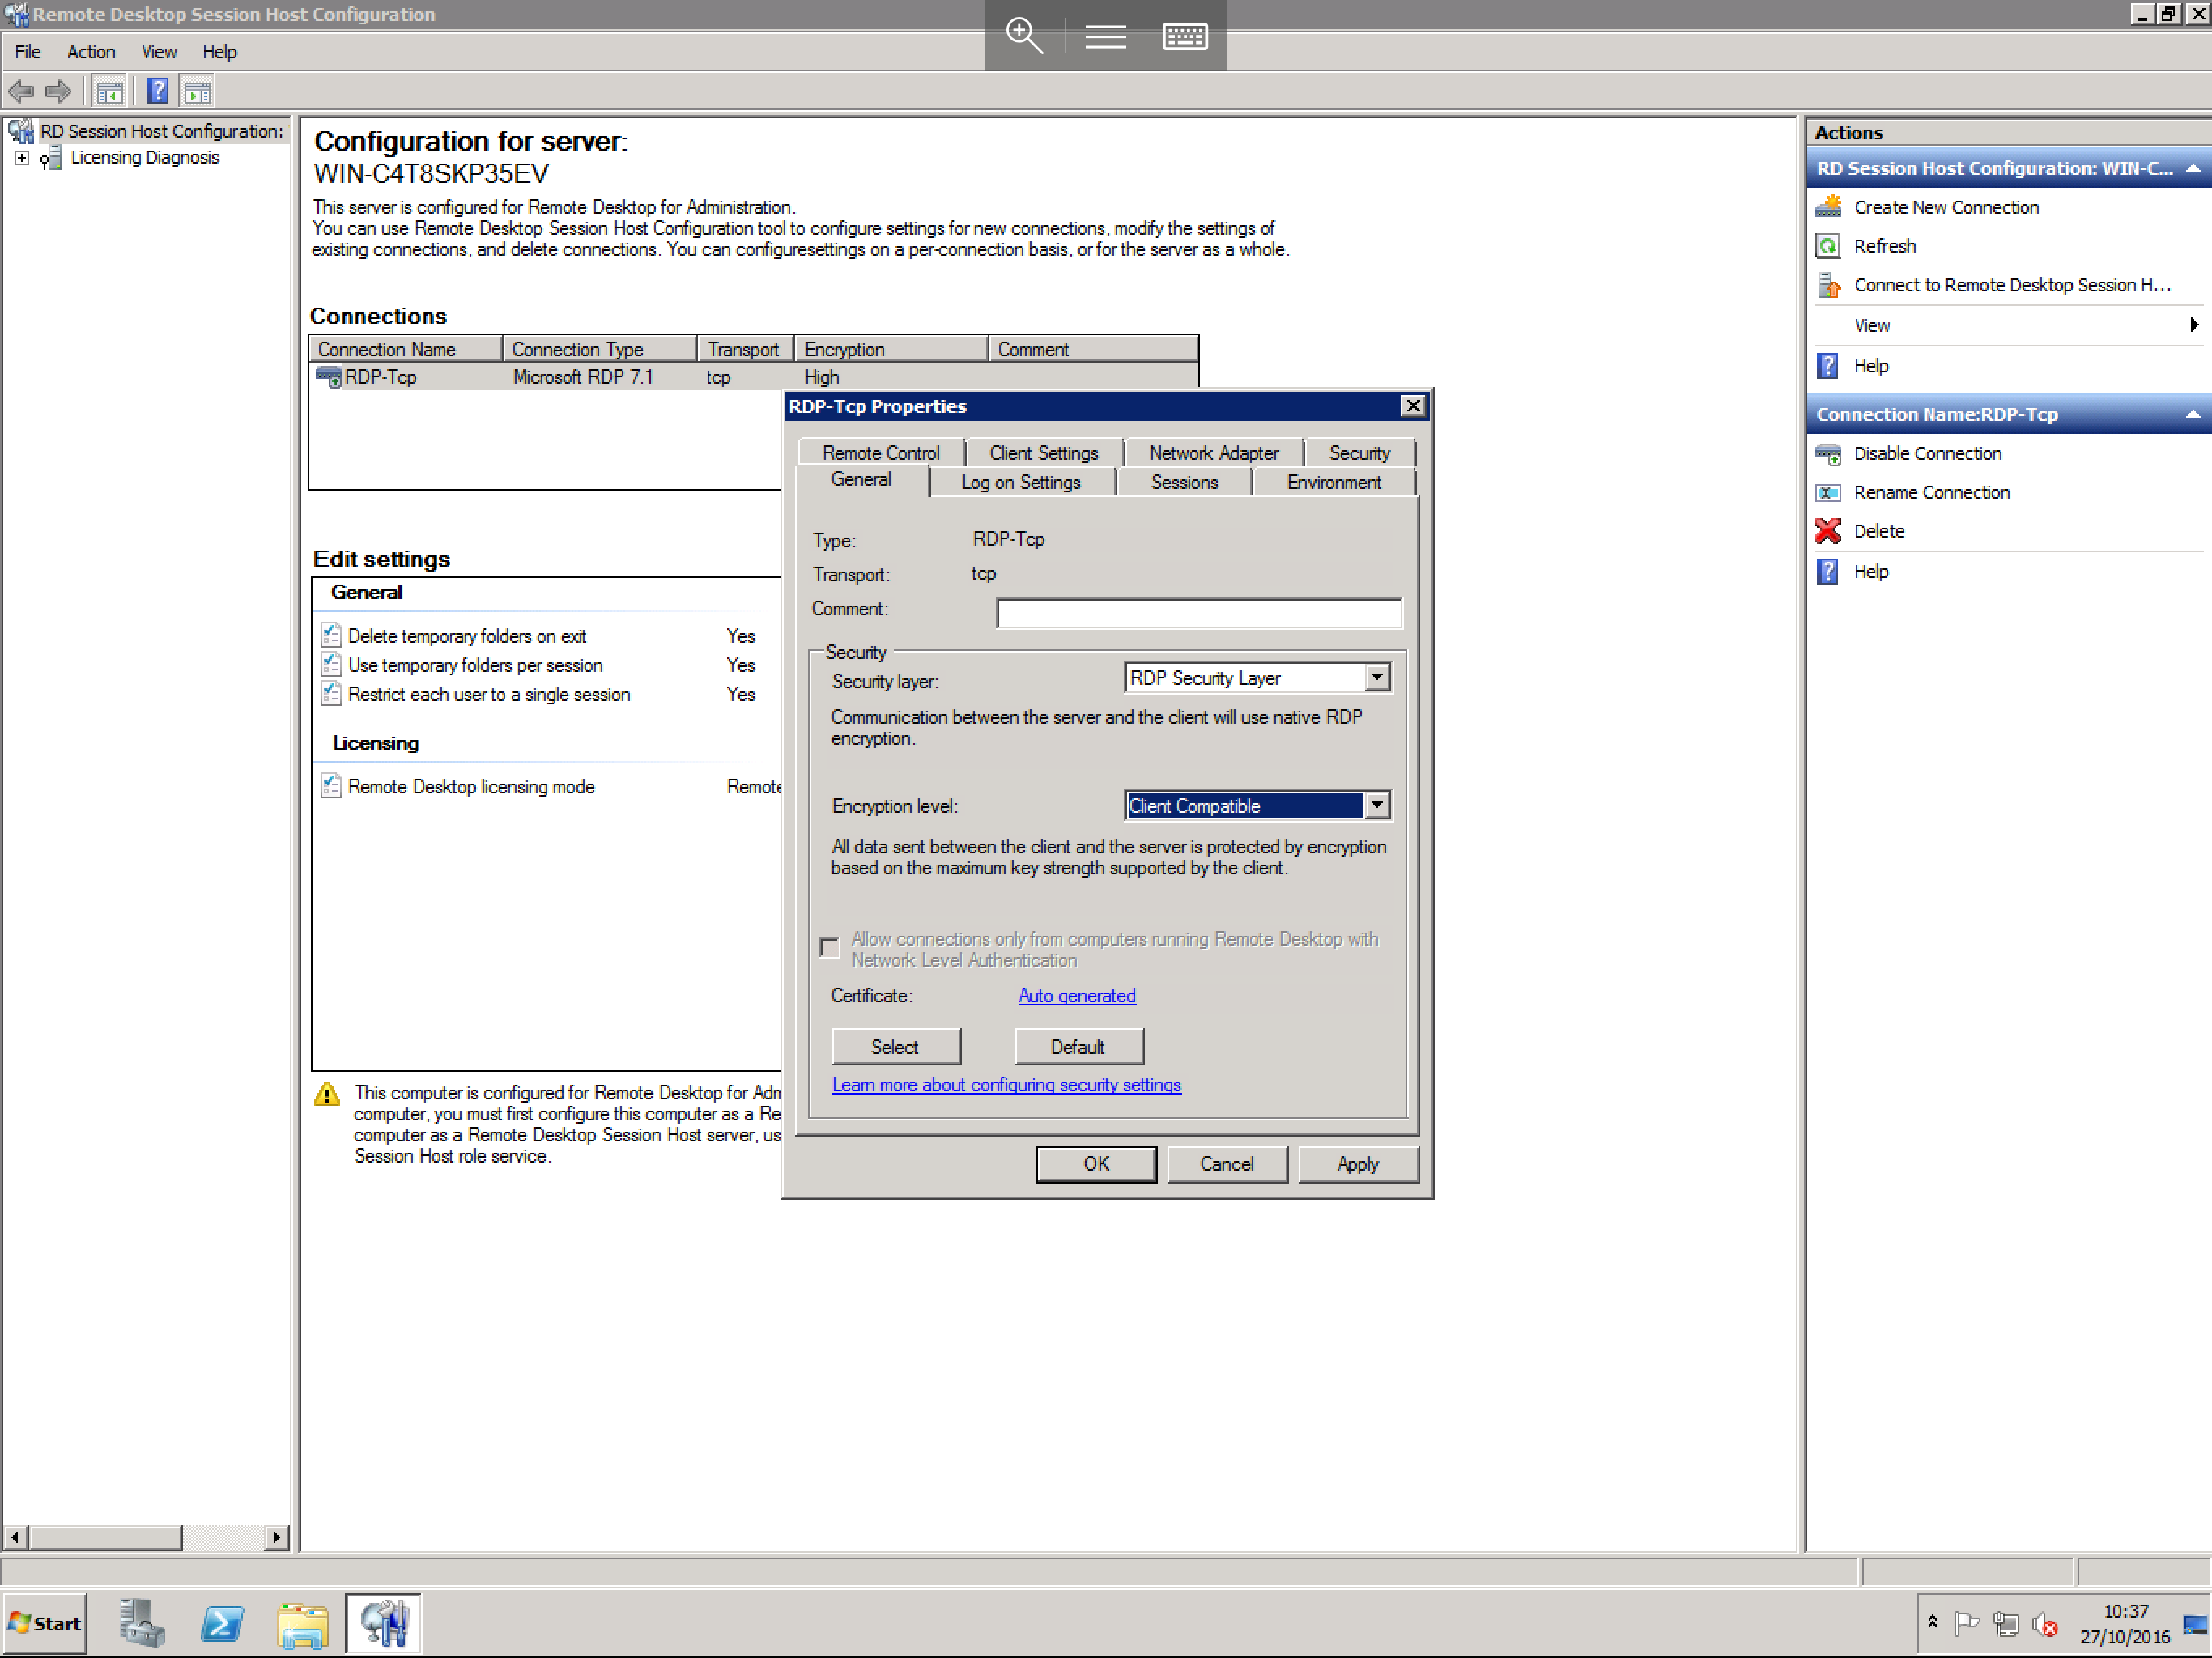 Remote Desktop Session Host Configuration
File Action View Help
RD Session Host Configuration:
Licensing Diagnosis
Configuration for server:
WIN-C4T8SKP35EV
This server is configured for Remote Desktop for Administration.
You can use Remote Desktop Session Host Configuration tool to configure settings for new connections, modify the settings of
existing connections, and delete connections. You can configuresettings on a per-connection basis, or for the server as a whole.
Connections
Connection Name Connection Type Transport Encryption Comment
RDP-Tcp Microsoft RDP 7.1 tcp High
Edit settings
General
Delete temporary folders on exit Yes
Use temporary folders per session Yes
Restrict each user to a single session Yes
Licensing
Remote Desktop licensing mode Remote
This computer is configured for Remote Desktop for Adm
computer, you must first configure this computer as a Re
computer as a Remote Desktop Session Host server, us
Session Host role service.
RDP-Tcp Properties
Remote Control Client Settings Network Adapter Security
General Log on Settings Sessions Environment
Type: RDP-Tcp
Transport: tcp
Comment:
Security
Security layer: RDP Security Layer
Communication between the server and the client will use native RDP
encryption.
Encryption level: Client Compatible
All data sent between the client and the server is protected by encryption
based on the maximum key strength supported by the client.
Allow connections only from computers running Remote Desktop with
Network Level Authentication
Certificate: Auto generated
Select Default
Learn more about configuring security settings
OK Cancel Apply
Actions
RD Session Host Configuration: WIN-C...
Create New Connection
Refresh
Connect to Remote Desktop Session H...
View
Help
Connection Name:RDP-Tcp
Disable Connection
Rename Connection
Delete
Help
Start
10:37
27/10/2016